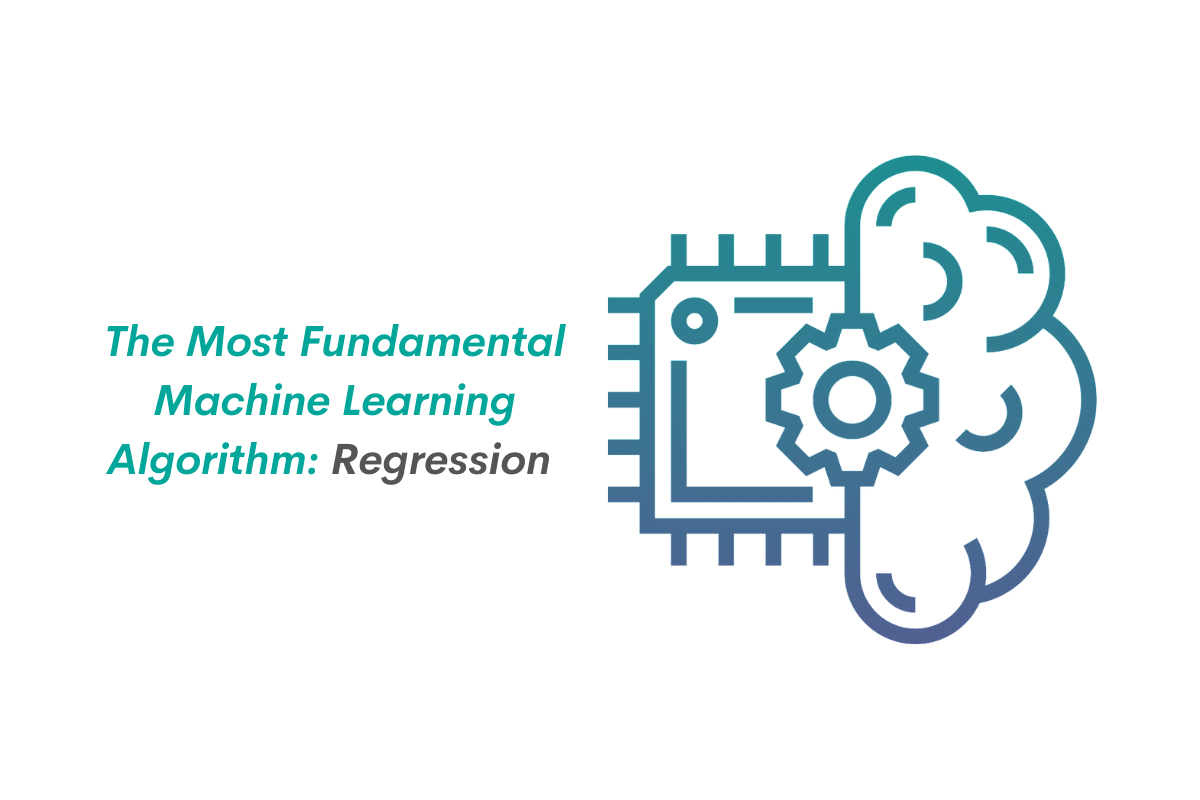 The Most Fundamental
Machine Learning
Algorithm: Regression